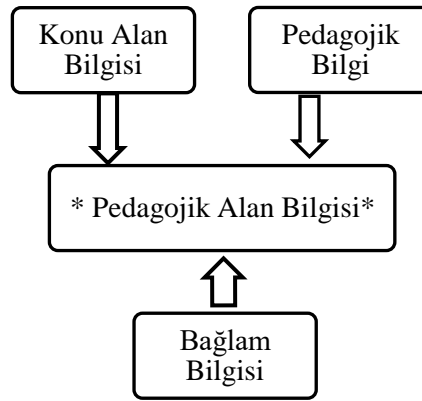 Konu Alan
Bilgisi
Pedagojik
Bilgi
* Pedagojik Alan Bilgisi*
Bağlam
Bilgisi